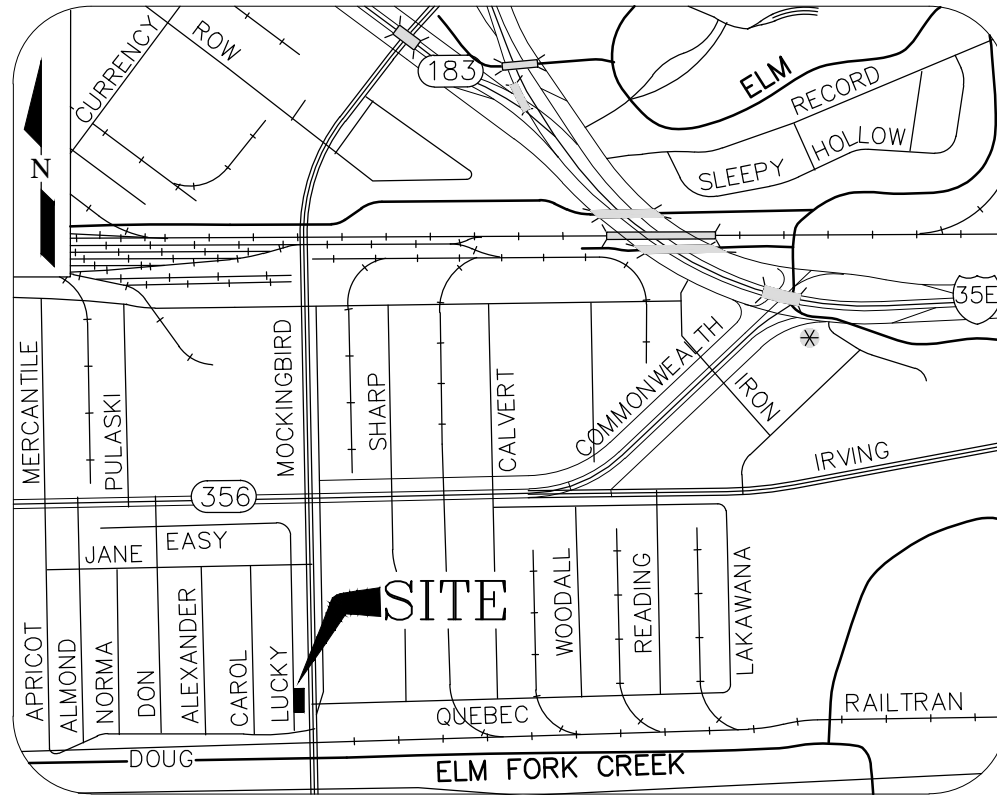 CURRENCY
ROW
183
ELM
RECORD
HOLLOW
SLEEPY
N
35E
MERCANTILE
PULASKI
MOCKINGBIRD
SHARP
CALVERT
COMMONWEALTH
IRON
IRVING
356
EASY
JANE
SITE
APRICOT
ALMOND
NORMA
DON
ALEXANDER
CAROL
LUCKY
WOODALL
READING
LAKAWANA
QUEBEC
RAILTRAN
DOUG
ELM FORK CREEK